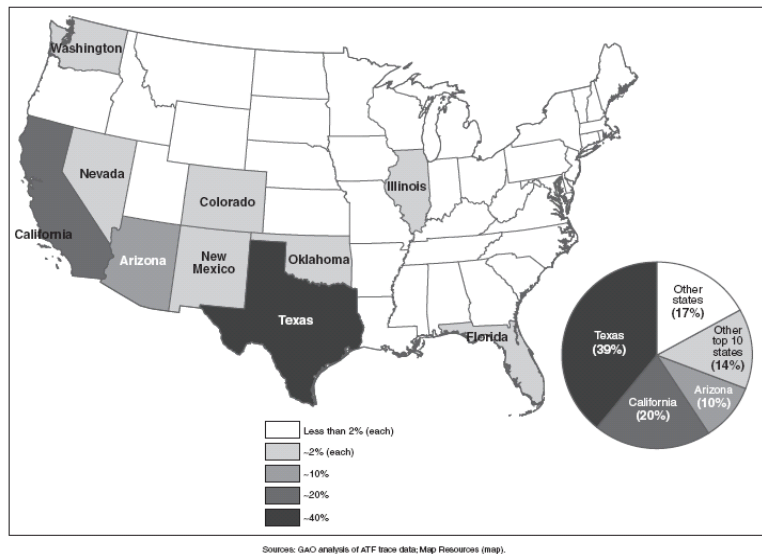 Washington
Nevada
Colorado
Illinois
California
Arizona
New
Mexico
Oklahoma
Texas
Florida
Other
states
(17%)
Other
top 10
states
(14%)
Texas
(39%)
Arizona
(10%)
California
(20%)
Less than 2% (each)
~2% (each)
~10%
~20%
~40%
Sources: GAO analysis of ATF trace data; Map Resources (map).